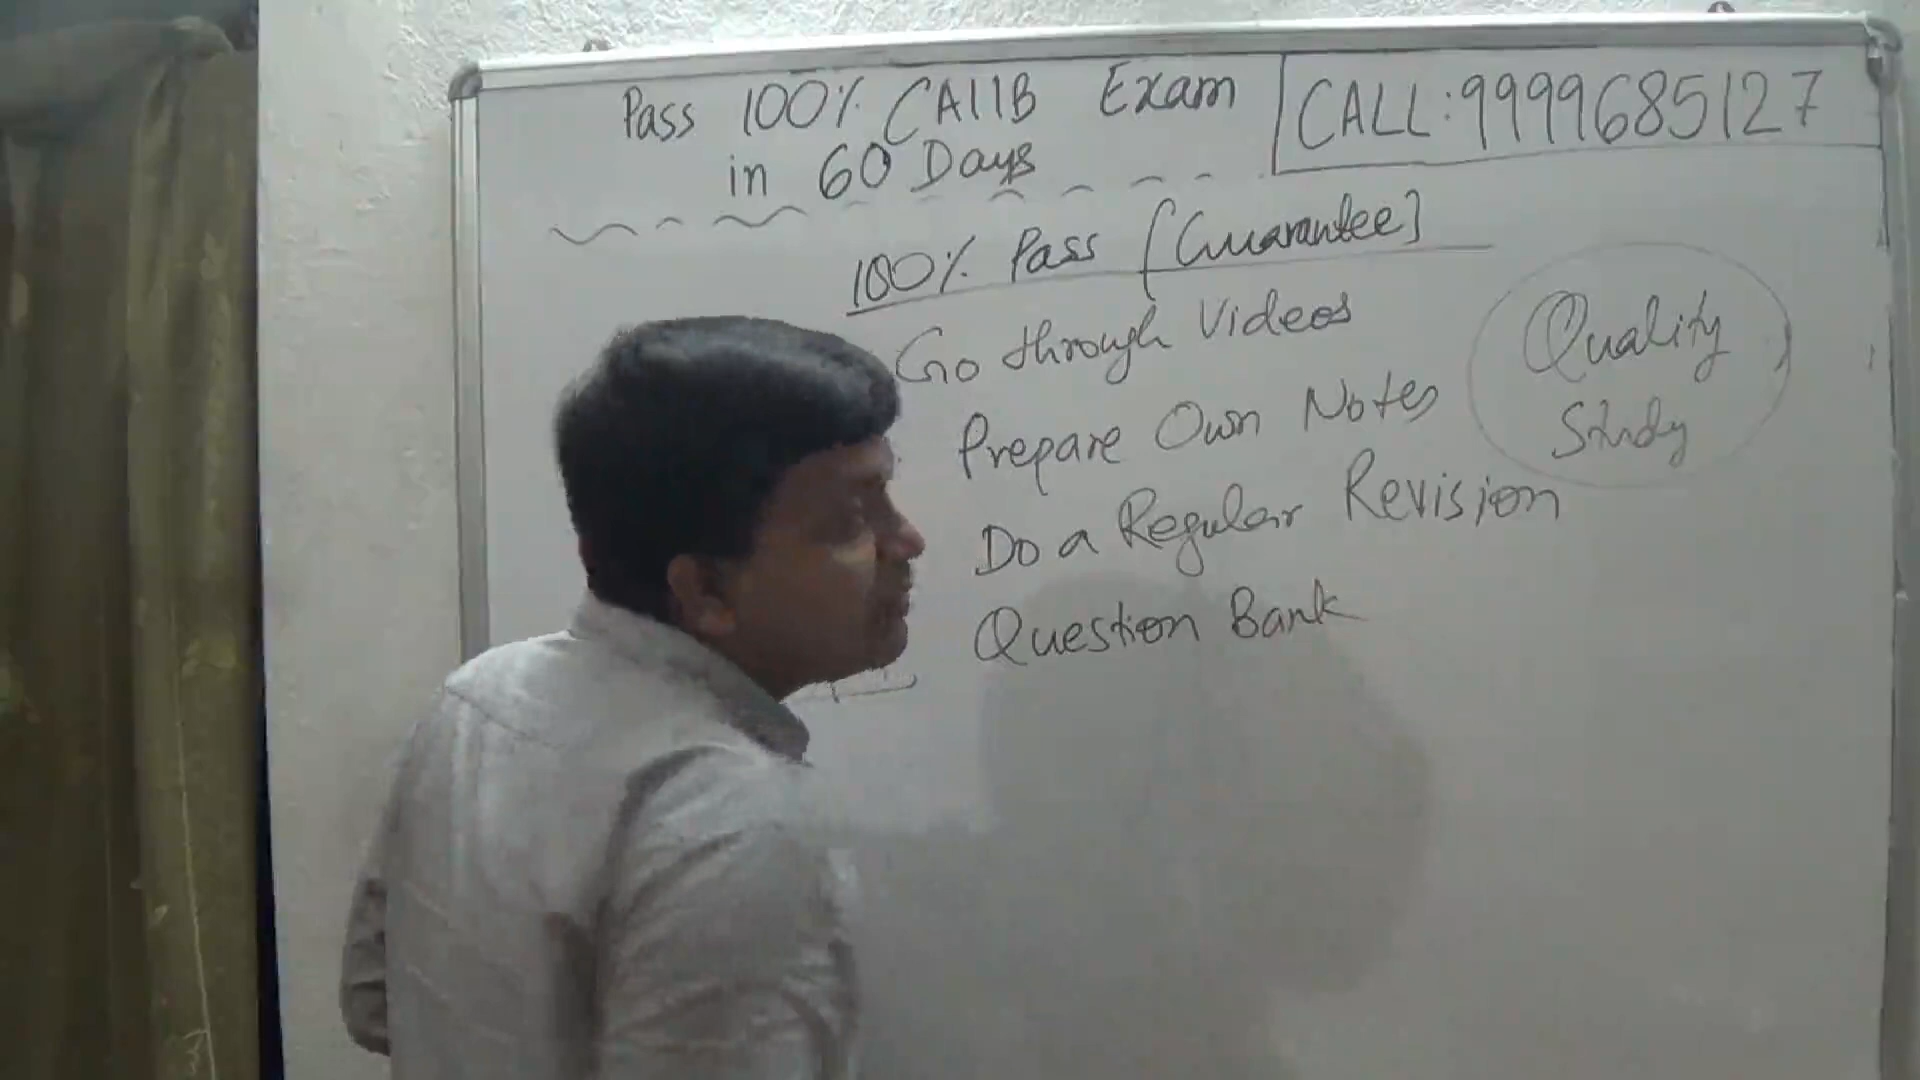 Pass 100% CAIIB Exam
in 60 Days
CALL:9999685127
100% Pass [Guarantee]
Go through Videos
Prepare Own Notes
Do a Regular Revision
Question Bank
Quality
Study